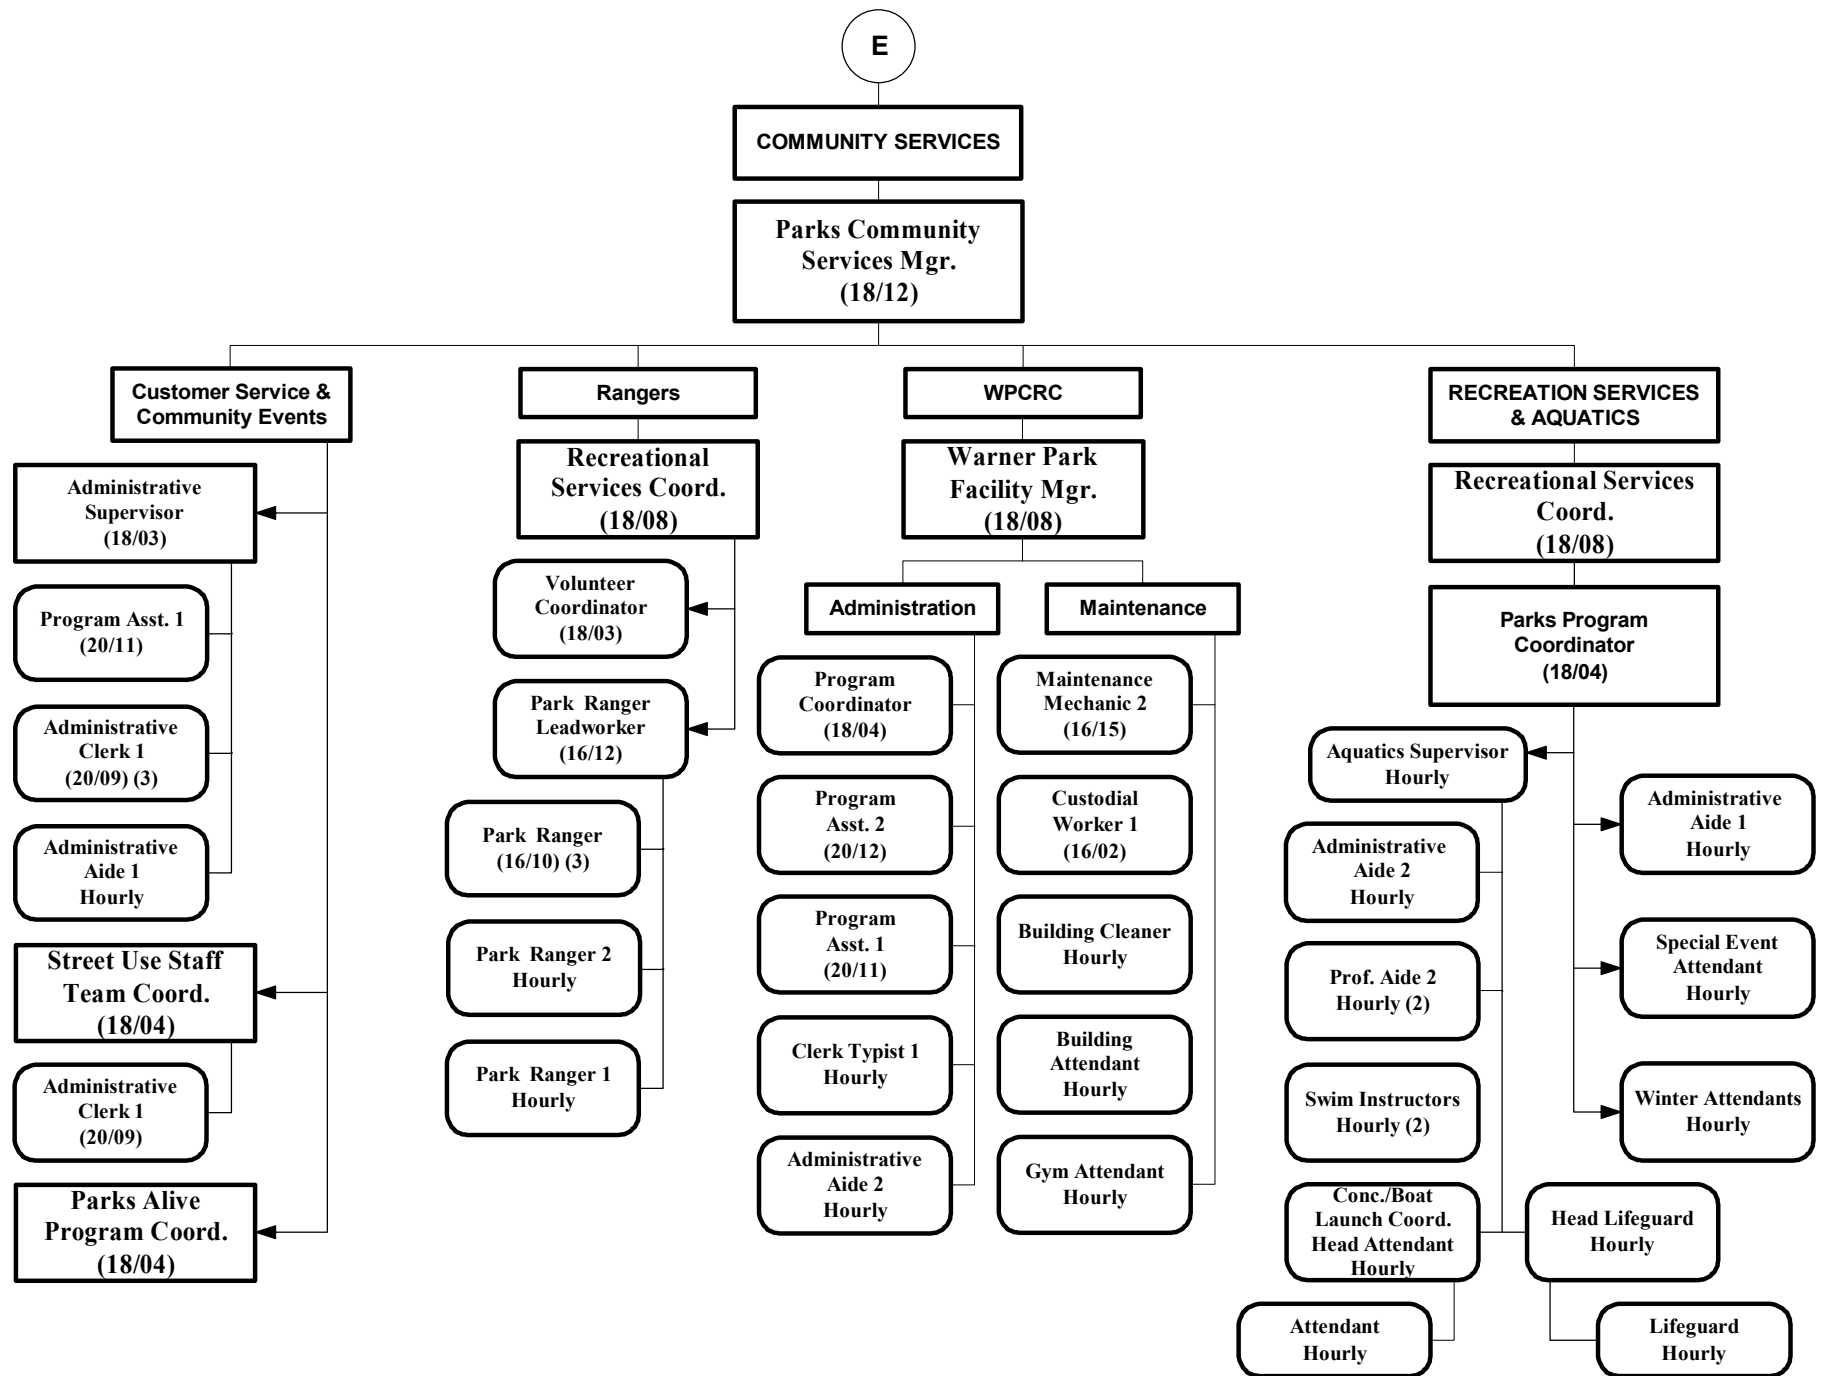 E
COMMUNITY SERVICES
Parks Community
Services Mgr.
(18/12)
Customer Service &
Community Events
Administrative
Supervisor
(18/03)
Program Asst. 1
(20/11)
Administrative
Clerk 1
(20/09) (3)
Administrative
Aide 1
Hourly
Street Use Staff
Team Coord.
(18/04)
Administrative
Clerk 1
(20/09)
Parks Alive
Program Coord.
(18/04)
Rangers
Recreational
Services Coord.
(18/08)
Volunteer
Coordinator
(18/03)
Park Ranger
Leadworker
(16/12)
Park Ranger
(16/10) (3)
Park Ranger 2
Hourly
Park Ranger 1
Hourly
WPCRC
Warner Park
Facility Mgr.
(18/08)
Administration
Program
Coordinator
(18/04)
Program
Asst. 2
(20/12)
Program
Asst. 1
(20/11)
Clerk Typist 1
Hourly
Administrative
Aide 2
Hourly
Maintenance
Maintenance
Mechanic 2
(16/15)
Custodial
Worker 1
(16/02)
Building Cleaner
Hourly
Building
Attendant
Hourly
Gym Attendant
Hourly
RECREATION SERVICES
& AQUATICS
Recreational Services
Coord.
(18/08)
Parks Program
Coordinator
(18/04)
Aquatics Supervisor
Hourly
Administrative
Aide 2
Hourly
Prof. Aide 2
Hourly (2)
Swim Instructors
Hourly (2)
Conc./Boat
Launch Coord.
Head Attendant
Hourly
Attendant
Hourly
Head Lifeguard
Hourly
Lifeguard
Hourly
Administrative
Aide 1
Hourly
Special Event
Attendant
Hourly
Winter Attendants
Hourly